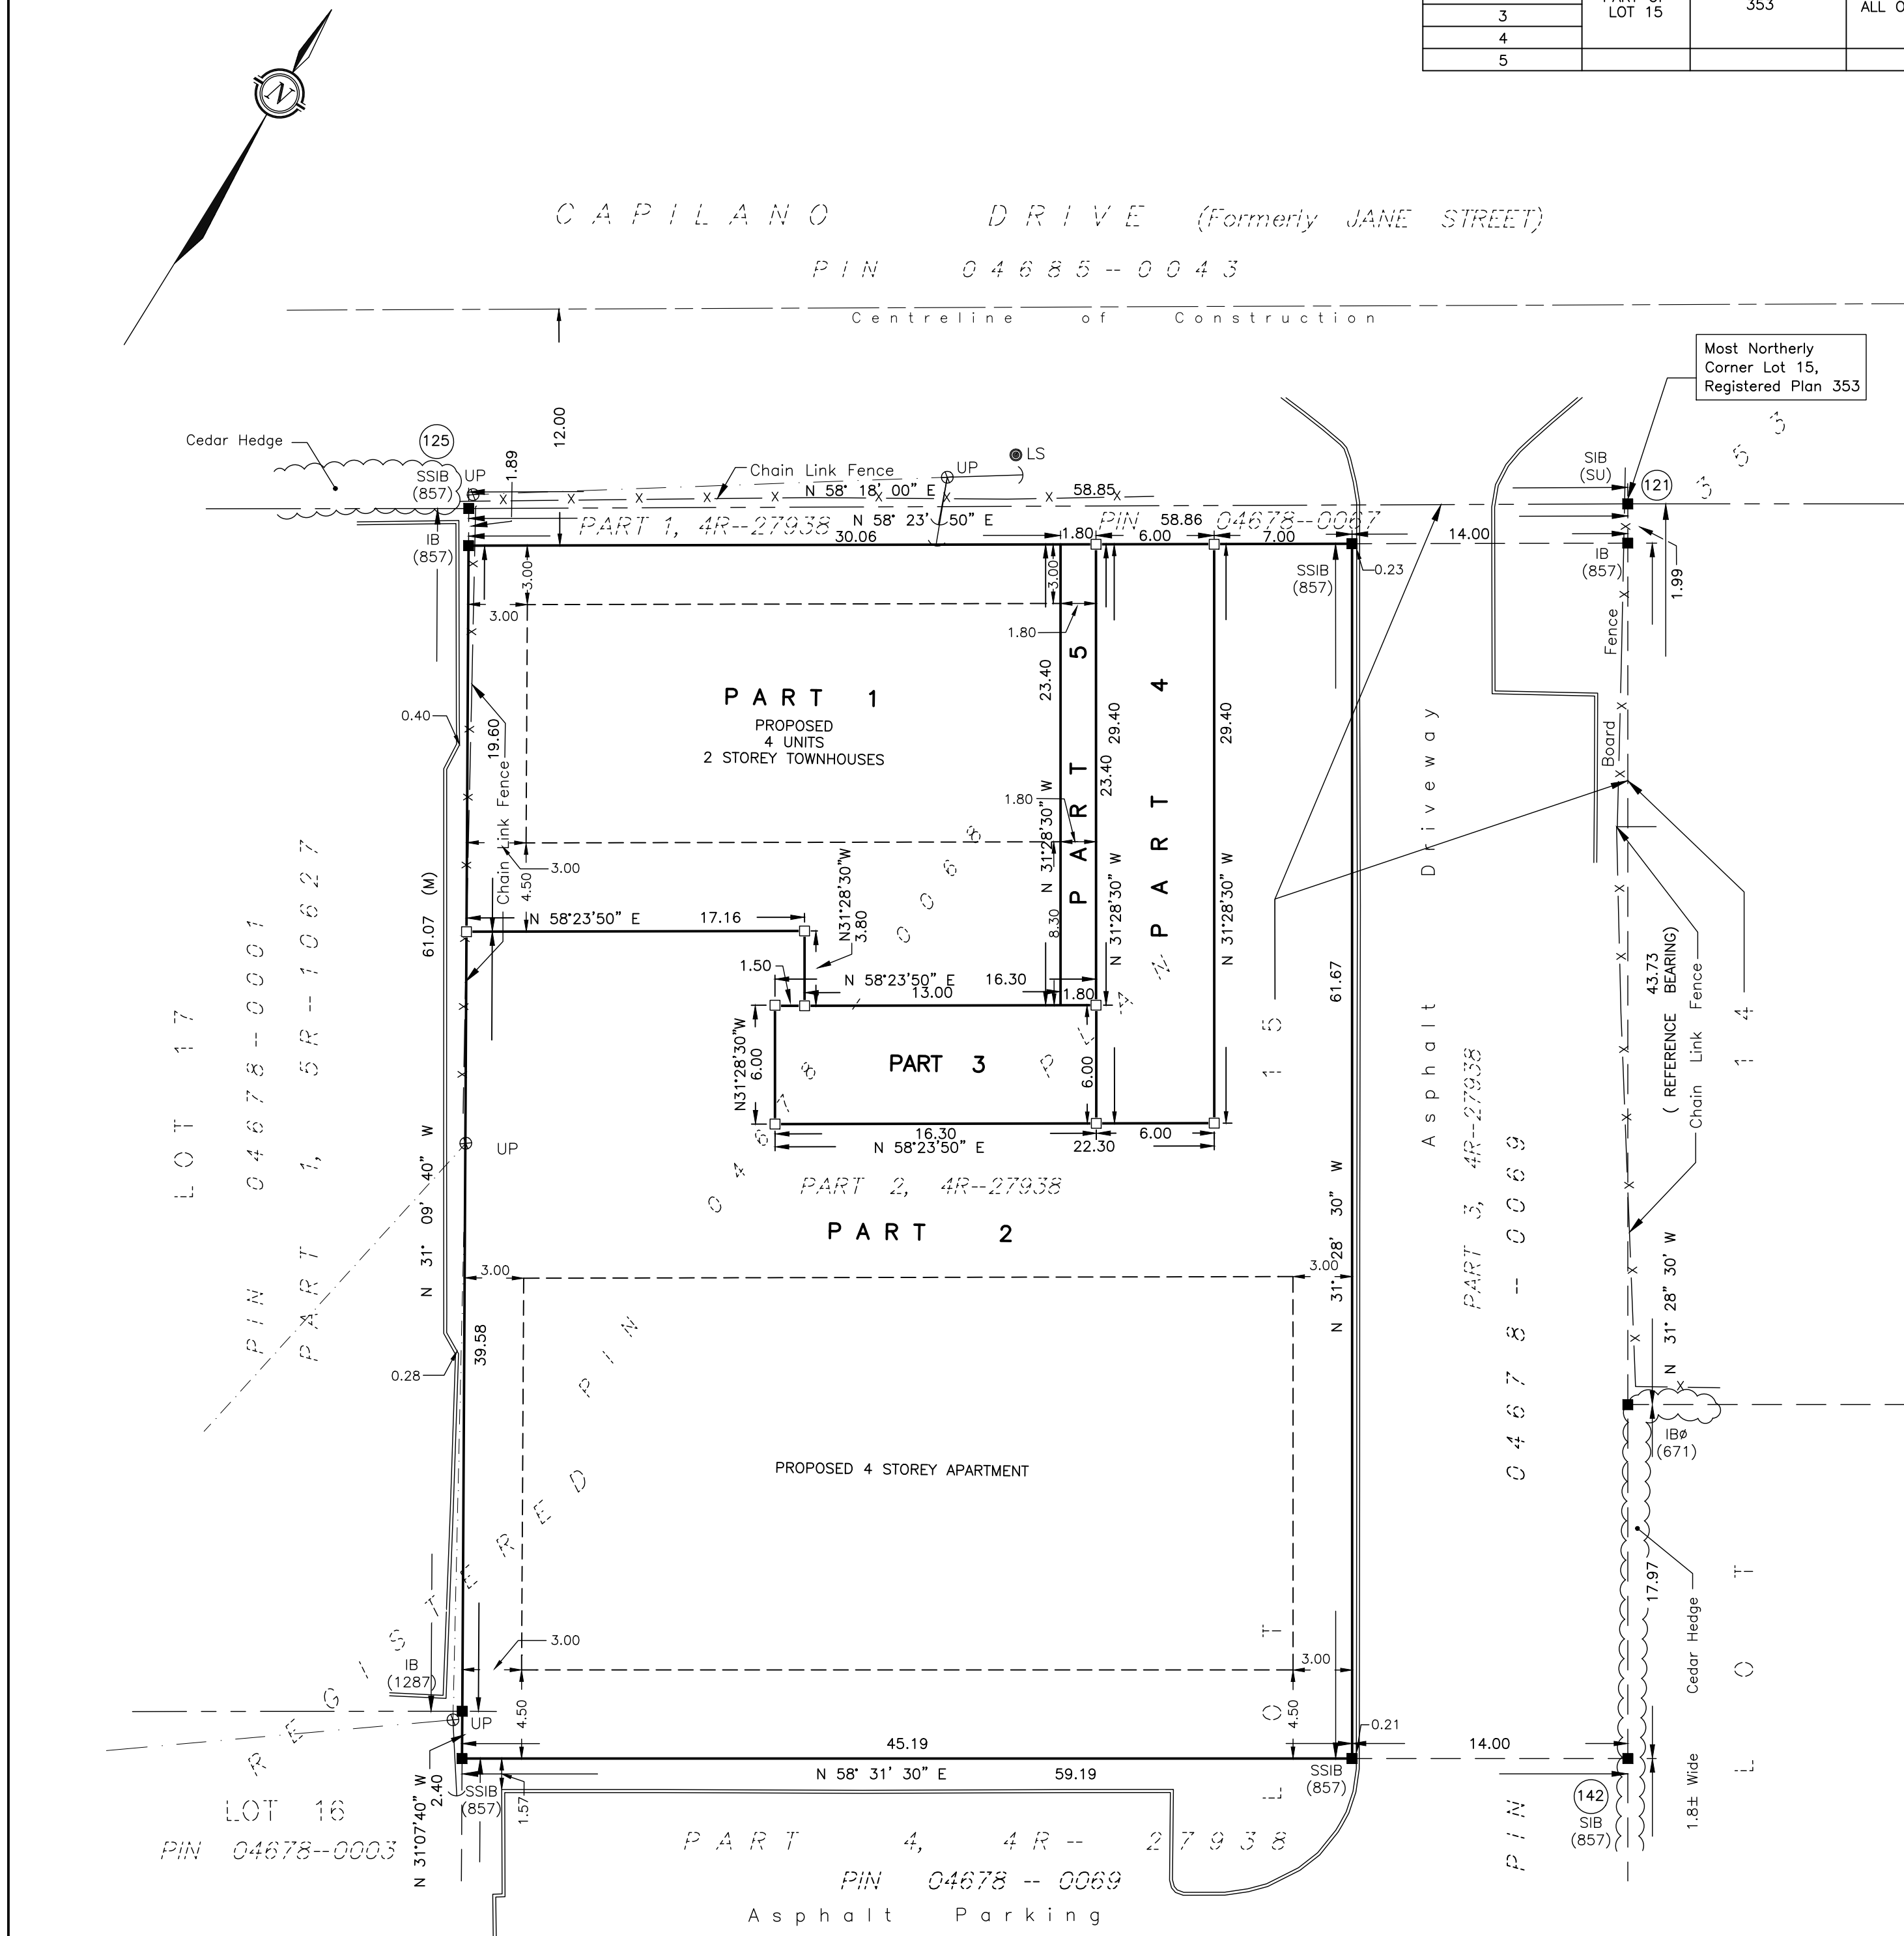 3
4
5
LOT 15
353
N
CAPILANO DRIVE (Formerly JANE STREET)
PIN 04685--0043
Centreline of Construction
Most Northerly
Corner Lot 15,
Registered Plan 353
353
12.00
Cedar Hedge
125
SSIB
(857)
UP
1.89
Chain Link Fence
UP
LS
N 58° 18' 00" E
58.85
SIB
(SU)
121
IB
(857)
PART 1, 4R--27938
N 58° 23' 50" E
PIN 04678--0067
58.86
30.06
1.80
6.00
7.00
14.00
SSIB
(857)
0.23
IB
(857)
1.99
3.00
3.00
3.00
1.80
PART 1
PROPOSED
4 UNITS
2 STOREY TOWNHOUSES
23.40
PART 5
PART 4
29.40
23.40
29.40
Board Fence
0.40
19.60
Chain Link Fence
1.80
N 31°28'30" W
N 31°28'30" W
N 31°28'30" W
3.00
4.50
8.30
N 58°23'50" E
17.16
N31°28'30"W
3.80
1.50
N 58°23'50" E
16.30
13.00
1.80
61.07 (M)
N 31° 09' 40" W
LOT 17
PIN 04678--0001
PART 1, 5R--10627
N31°28'30"W
6.00
PART 3
6.00
16.30
6.00
N 58°23'50" E
22.30
UP
PART 2, 4R--27938
PART 2
61.67
N 31° 28' 30" W
Asphalt Driveway
PART 3, 4R--27938
PIN 04678--0069
43.73
( REFERENCE BEARING)
Chain Link Fence
N 31° 28" 30' W
LOT 15
LOT 14
3.00
3.00
39.58
0.28
REGISTERED PLAN
PIN 04678-0068
PROPOSED 4 STOREY APARTMENT
IBø
(671)
17.97
Cedar Hedge
1.8± Wide
3.00
3.00
IB
(1287)
UP
4.50
4.50
0.21
45.19
14.00
N 58° 31' 30" E
59.19
SSIB
(857)
SSIB
(857)
1.57
2.40
N 31°07'40" W
142
SIB
(857)
LOT 16
PIN 04678--0003
PART 4, 4R-- 27938
PIN 04678 -- 0069
Asphalt Parking